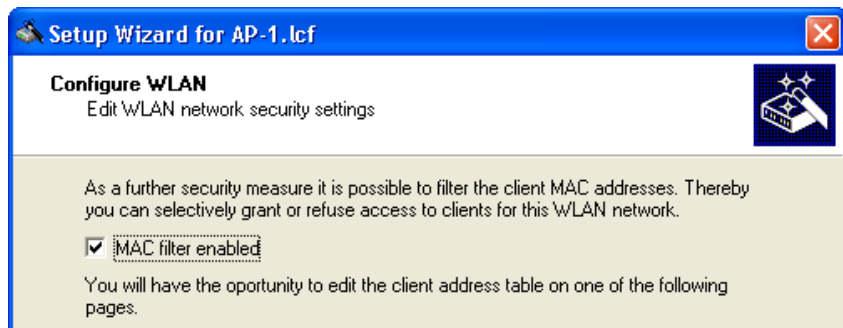 Setup Wizard for AP-1.lcf
Configure WLAN
Edit WLAN network security settings
As a further security measure it is possible to filter the client MAC addresses. Thereby
you can selectively grant or refuse access to clients for this WLAN network.
MAC filter enabled
You will have the oportunity to edit the client address table on one of the following
pages.